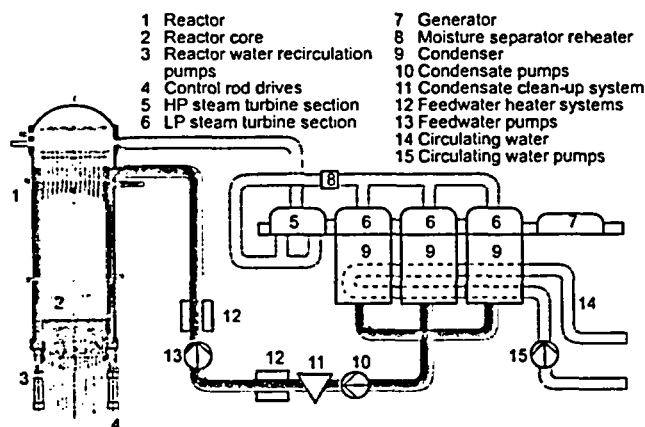 1 Reactor
2 Reactor core
3 Reactor water recirculation
pumps
4 Control rod drives
5 HP steam turbine section
6 LP steam turbine section
7 Generator
8 Moisture separator reheater
9 Condenser
10 Condensate pumps
11 Condensate clean-up system
12 Feedwater heater systems
13 Feedwater pumps
14 Circulating water
15 Circulating water pumps
8
1
5 6 6 6 7
9 9 9
2
12
14
13
12 11 10
15
3
4